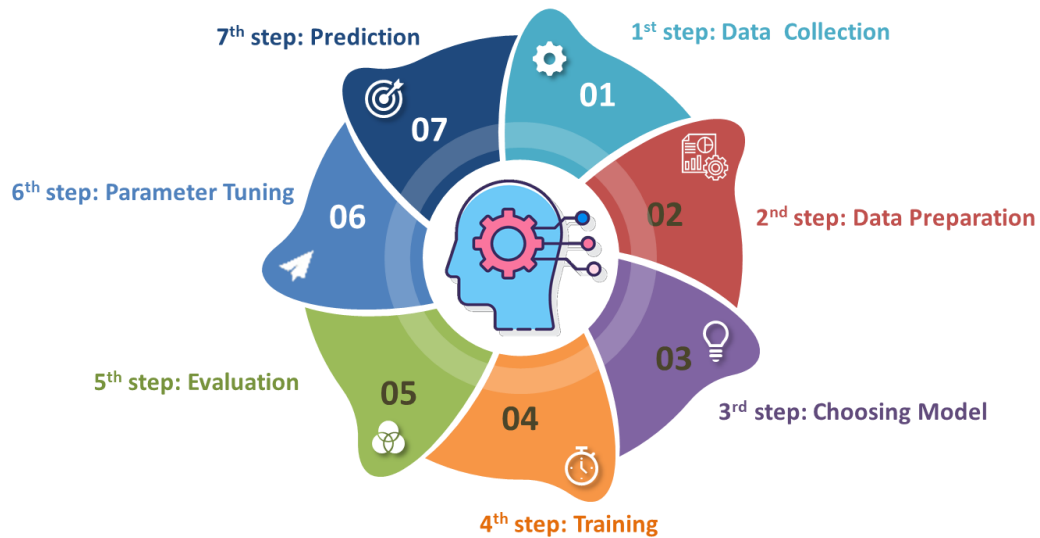 1st step: Data Collection
01
2nd step: Data Preparation
02
3rd step: Choosing Model
03
4th step: Training
04
5th step: Evaluation
05
6th step: Parameter Tuning
06
7th step: Prediction
07